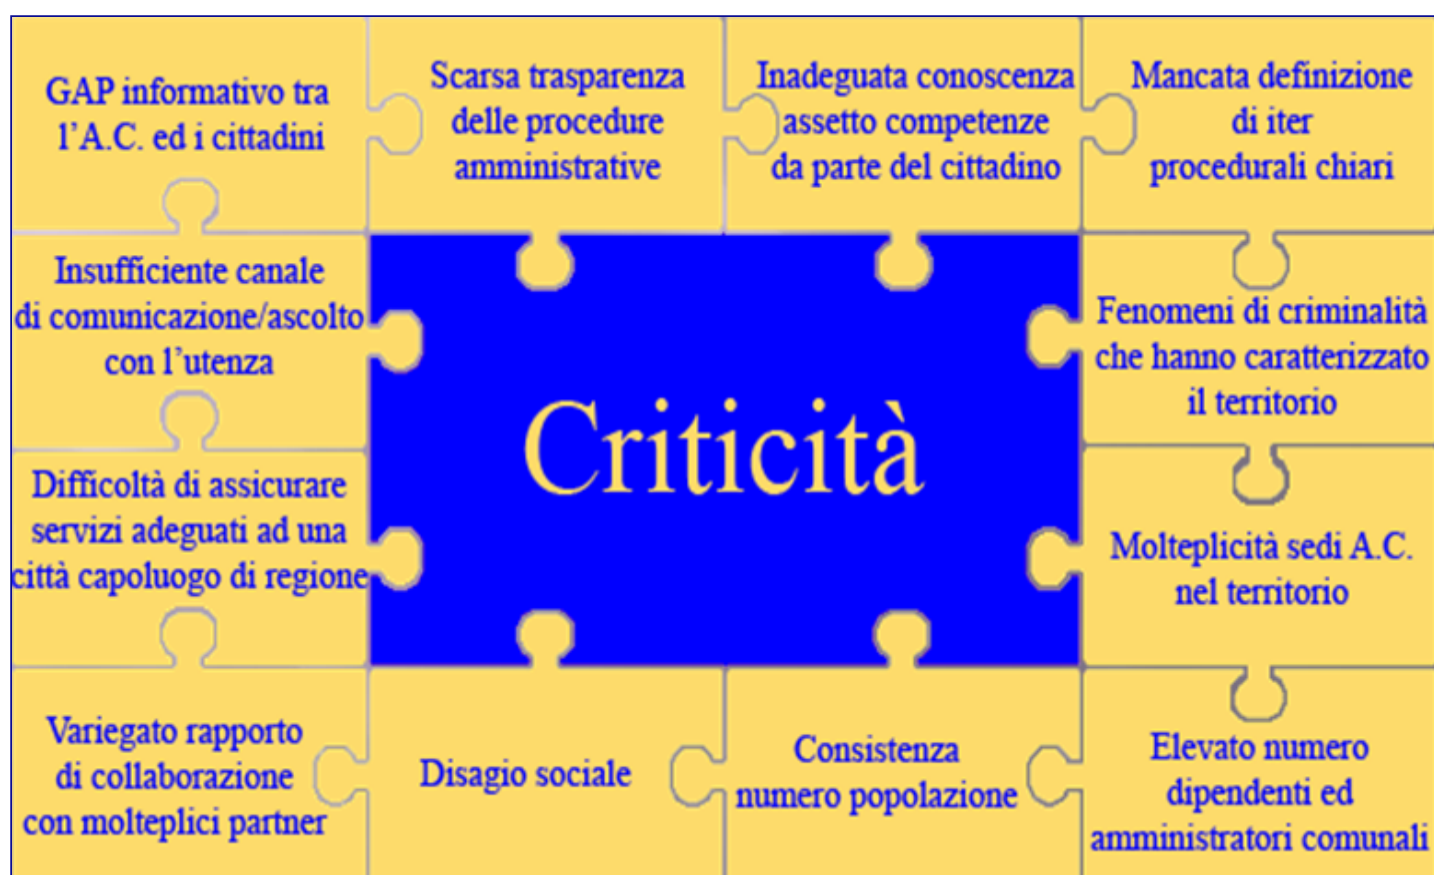 GAP informativo tra
l'A.C. ed i cittadini
Scarsa trasparenza
delle procedure
amministrative
Inadeguata conoscenza
assetto competenze
da parte del cittadino
Mancata definizione
di iter
procedurali chiari
Insufficiente canale
di comunicazione/ascolto
con l'utenza
Fenomeni di criminalità
che hanno caratterizzato
il territorio
Criticità
Difficoltà di assicurare
servizi adeguati ad una
città capoluogo di regione
Molteplicità sedi A.C.
nel territorio
Variegato rapporto
di collaborazione
con molteplici partner
Disagio sociale
Consistenza
numero popolazione
Elevato numero
dipendenti ed
amministratori comunali